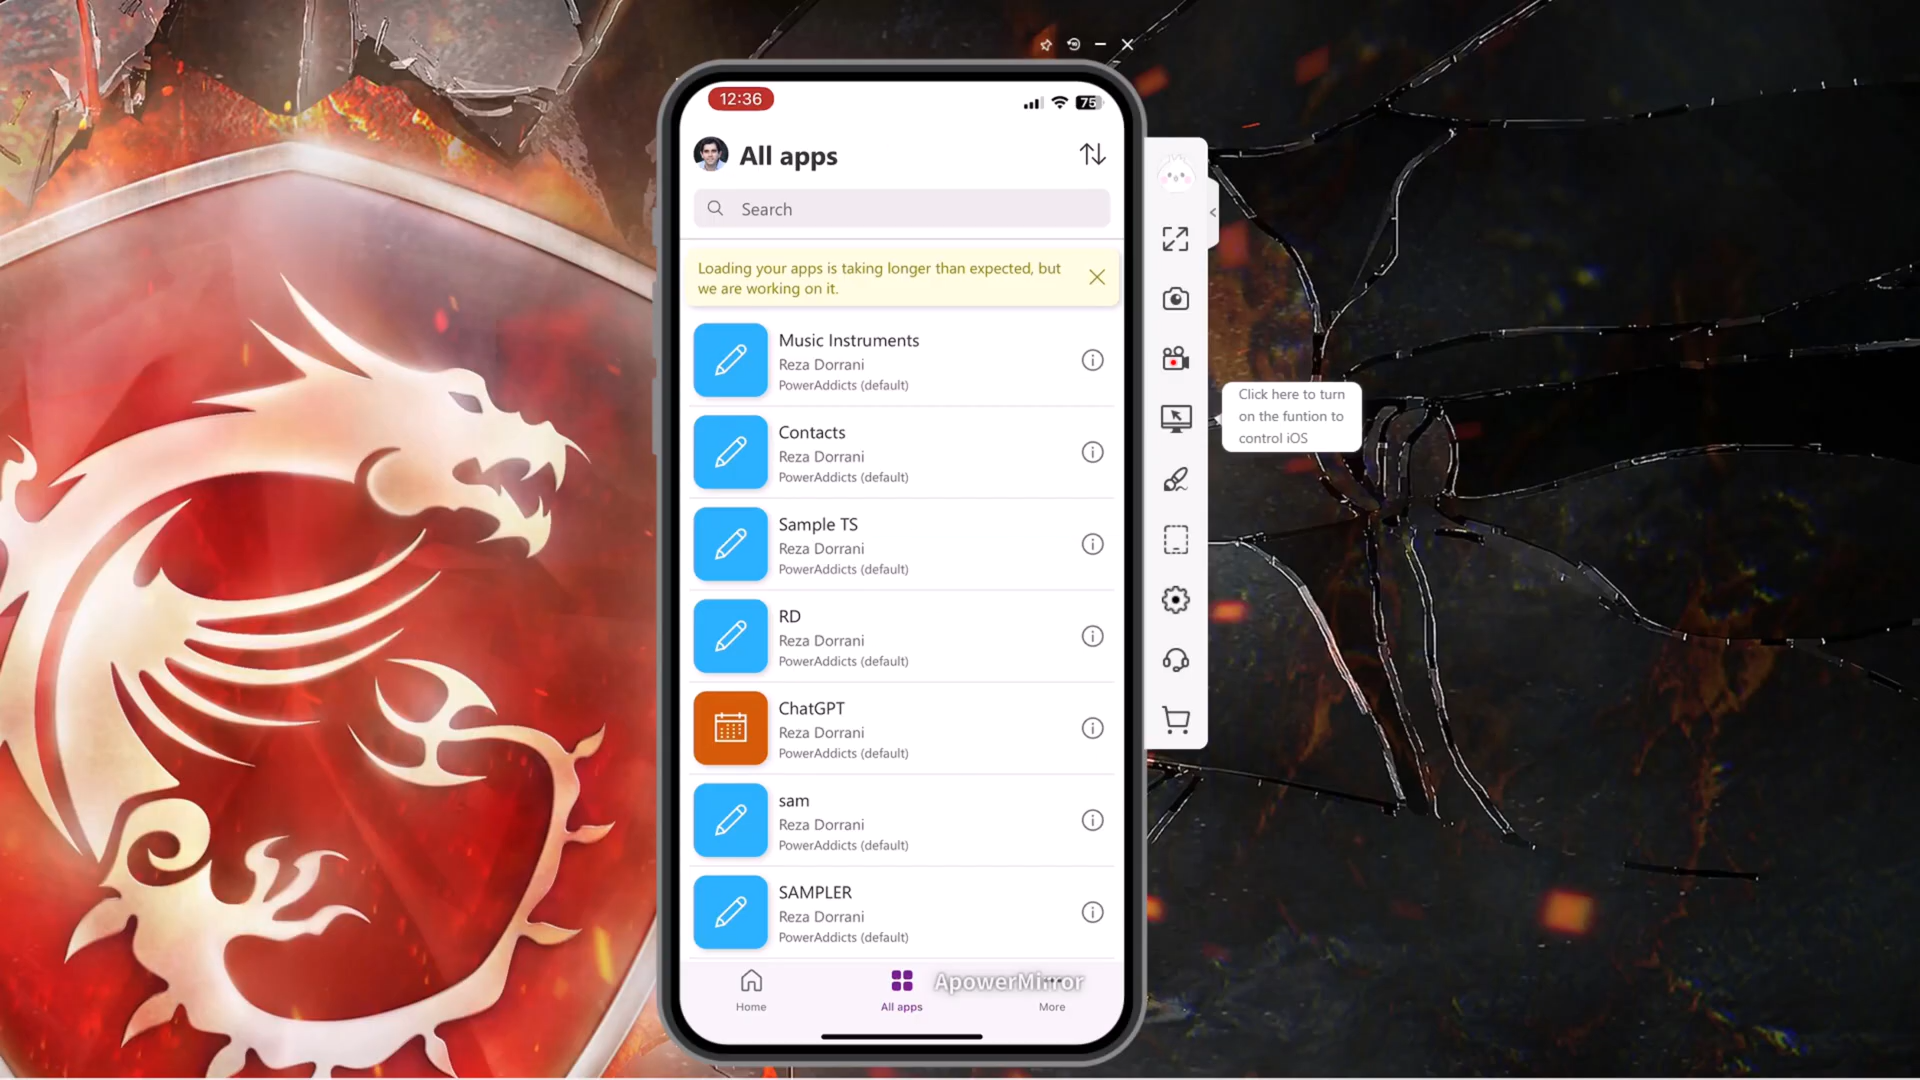 12:36
75
All apps
Search
Loading your apps is taking longer than expected, but
we are working on it.
Music Instruments
Reza Dorrani
PowerAddicts (default)
Contacts
Reza Dorrani
PowerAddicts (default)
Sample TS
Reza Dorrani
PowerAddicts (default)
RD
Reza Dorrani
PowerAddicts (default)
ChatGPT
Reza Dorrani
PowerAddicts (default)
sam
Reza Dorrani
PowerAddicts (default)
SAMPLER
Reza Dorrani
PowerAddicts (default)
ApowerMirror
Home
All apps
More
Click here to turn
on the funtion to
control iOS